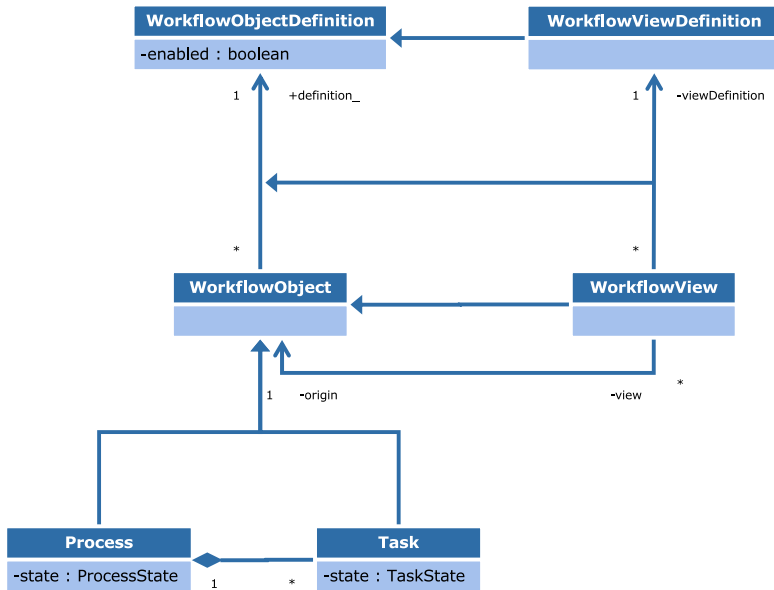 WorkflowObjectDefinition
WorkflowViewDefinition
-enabled : boolean
1
+definition_
1
-viewDefinition
*
*
WorkflowObject
WorkflowView
1
-origin
-view
*
Process
Task
-state : ProcessState
1
*
-state : TaskState